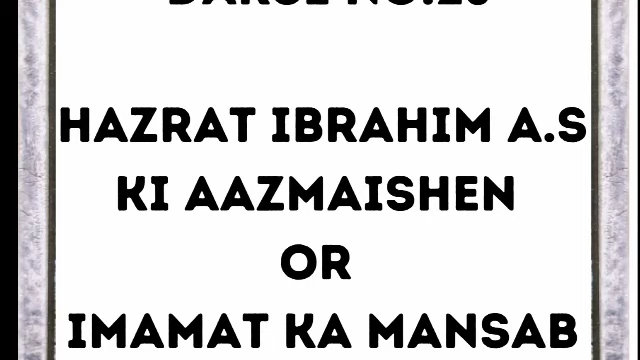 HAZRAT IBRAHIM A.S
KI AAZMAISHEN
OR
IMAMAT KA MANSAB